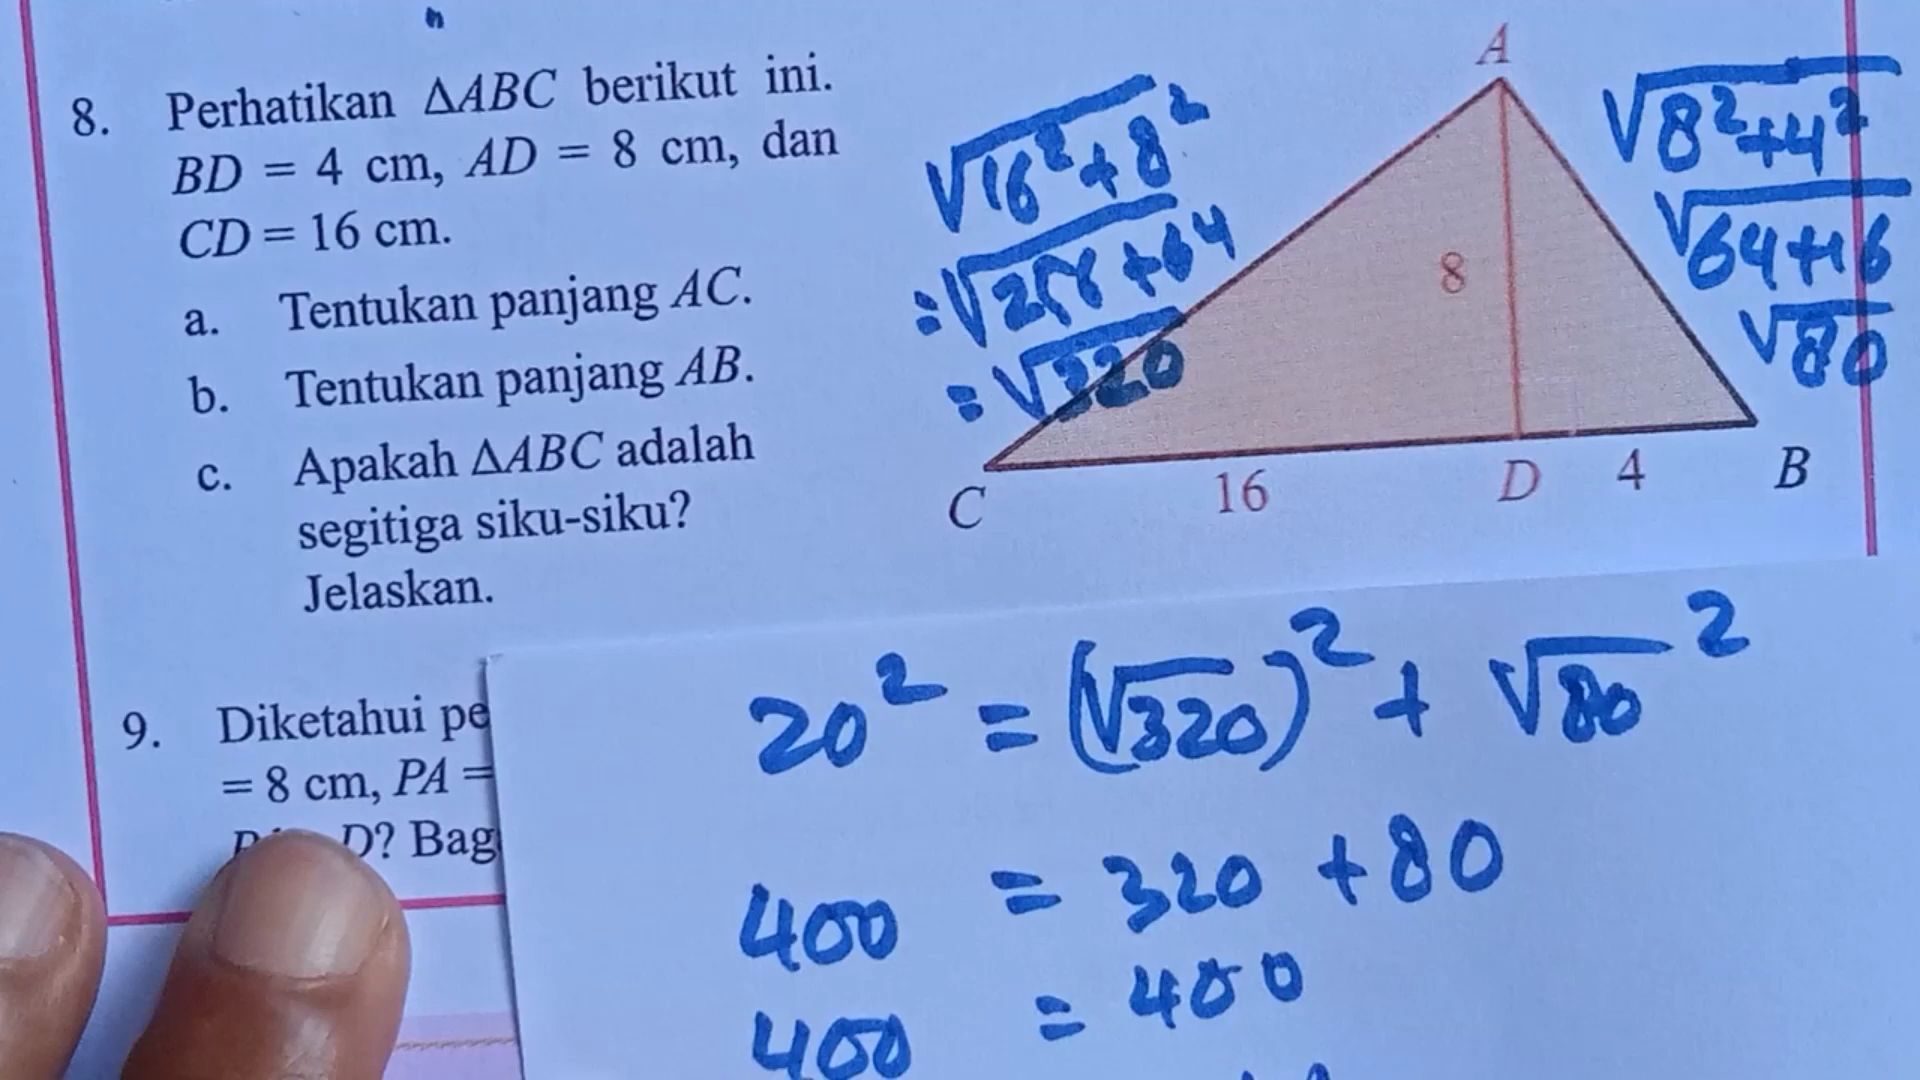 8. Perhatikan ΔABC berikut ini.
BD = 4 cm, AD = 8 cm, dan
CD = 16 cm.
a. Tentukan panjang AC.
b. Tentukan panjang AB.
c. Apakah ΔABC adalah
segitiga siku-siku?
Jelaskan.
A
8
C
16
D
4
B
√16²+8²
=√256+64
=√320
√8²+4²
√64+16
√80
9. Diketahui pe
= 8 cm, PA =
D? Bag
20² = (√320)² + √80²
400 = 320 + 80
400 = 400